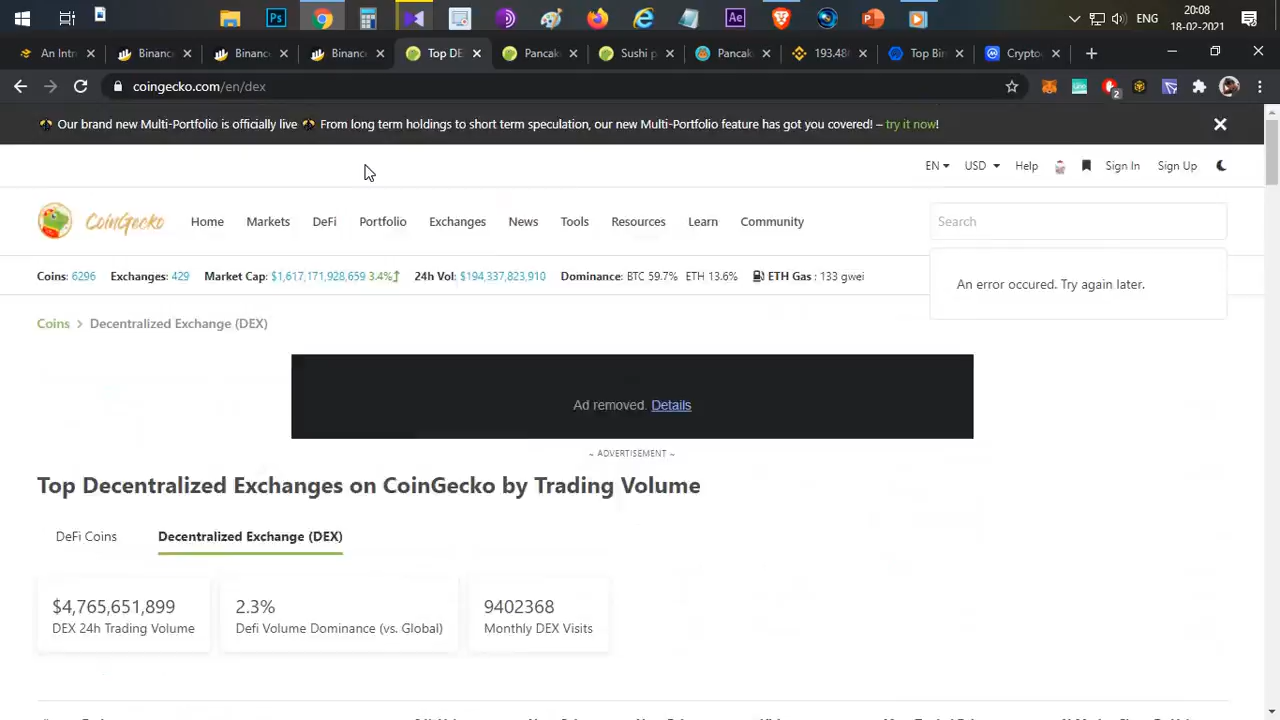 20:08
ENG
18-02-2021
Ps
Ae
An Intr
Binanc
Binanc
Binanc
Top DE
Pancak
Sushi p
Pancak
193.48
Top Bin
Crypto
coingecko.com/en/dex
2
Our brand new Multi-Portfolio is officially live From long term holdings to short term speculation, our new Multi-Portfolio feature has got you covered! – try it now!
EN USD Help Sign In Sign Up
CoinGecko
Home Markets DeFi Portfolio Exchanges News Tools Resources Learn Community
Search
Coins: 6296 Exchanges: 429 Market Cap: $1,617,171,928,659 3.4% 24h Vol: $194,337,823,910 Dominance: BTC 59.7% ETH 13.6% ETH Gas : 133 gwei
An error occured. Try again later.
Coins > Decentralized Exchange (DEX)
Ad removed. Details
~ ADVERTISEMENT ~
Top Decentralized Exchanges on CoinGecko by Trading Volume
DeFi Coins Decentralized Exchange (DEX)
$4,765,651,899
DEX 24h Trading Volume
2.3%
Defi Volume Dominance (vs. Global)
9402368
Monthly DEX Visits